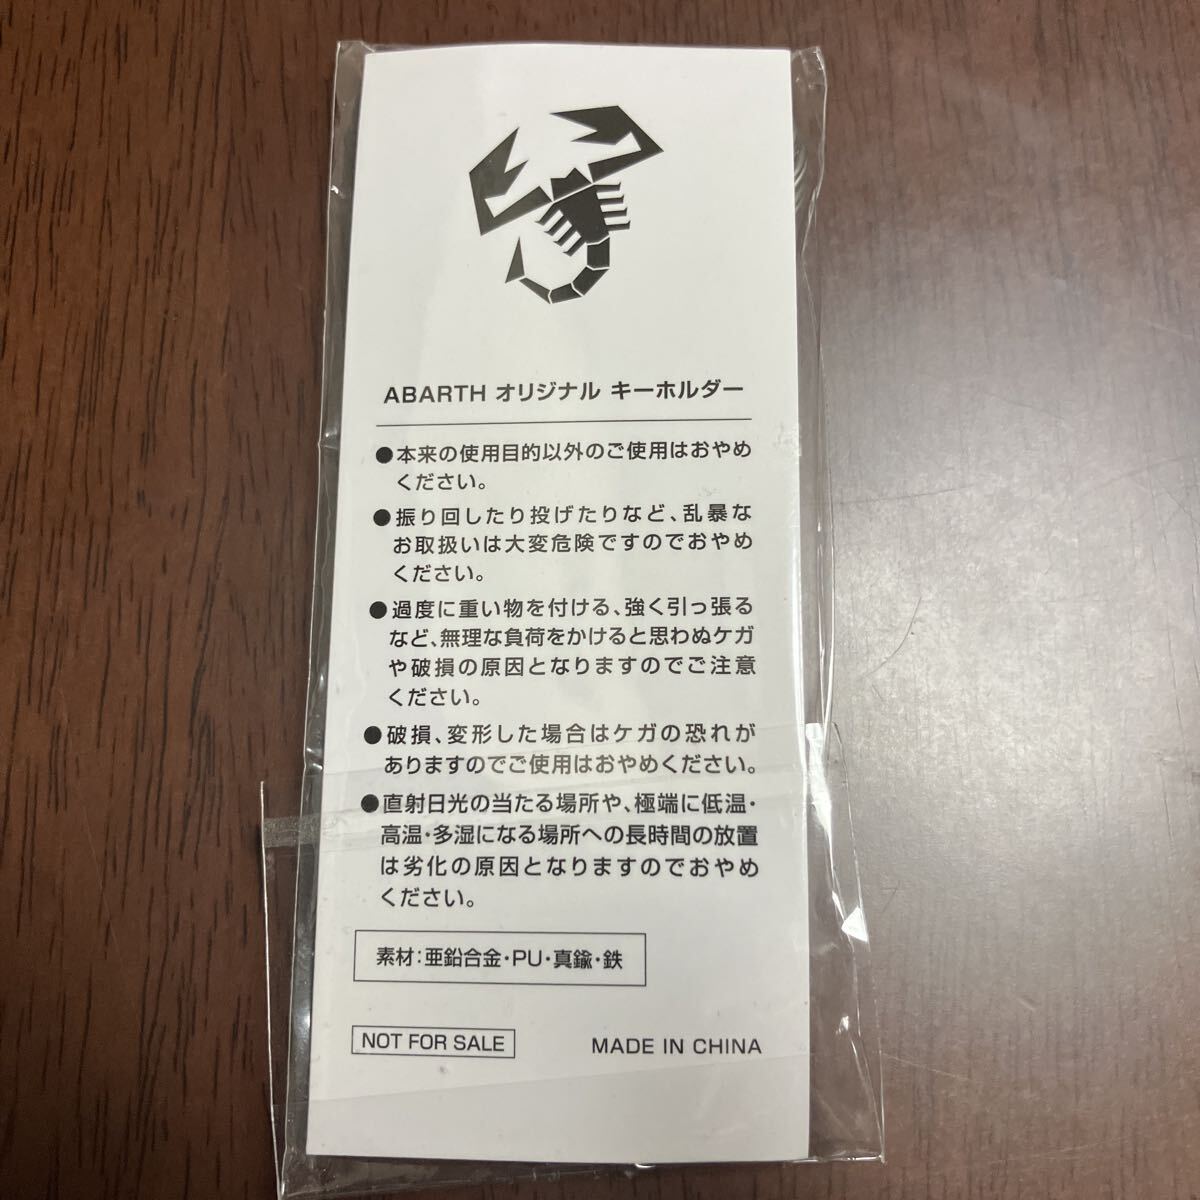 ABARTH オリジナル キーホルダー
●本来の使用目的以外のご使用はおやめ
ください。
●振り回したり投げたりなど、乱暴な
お取扱いは大変危険ですのでおやめ
ください。
●過度に重い物を付ける、強く引っ張る
など、無理な負荷をかけると思わぬケガ
や破損の原因となりますのでご注意
ください。
●破損、変形した場合はケガの恐れが
ありますのでご使用はおやめください。
●直射日光の当たる場所や、極端に低温・
高温・多湿になる場所への長時間の放置
は劣化の原因となりますのでおやめ
ください。
素材:亜鉛合金・PU・真鍮・鉄
NOT FOR SALE
MADE IN CHINA